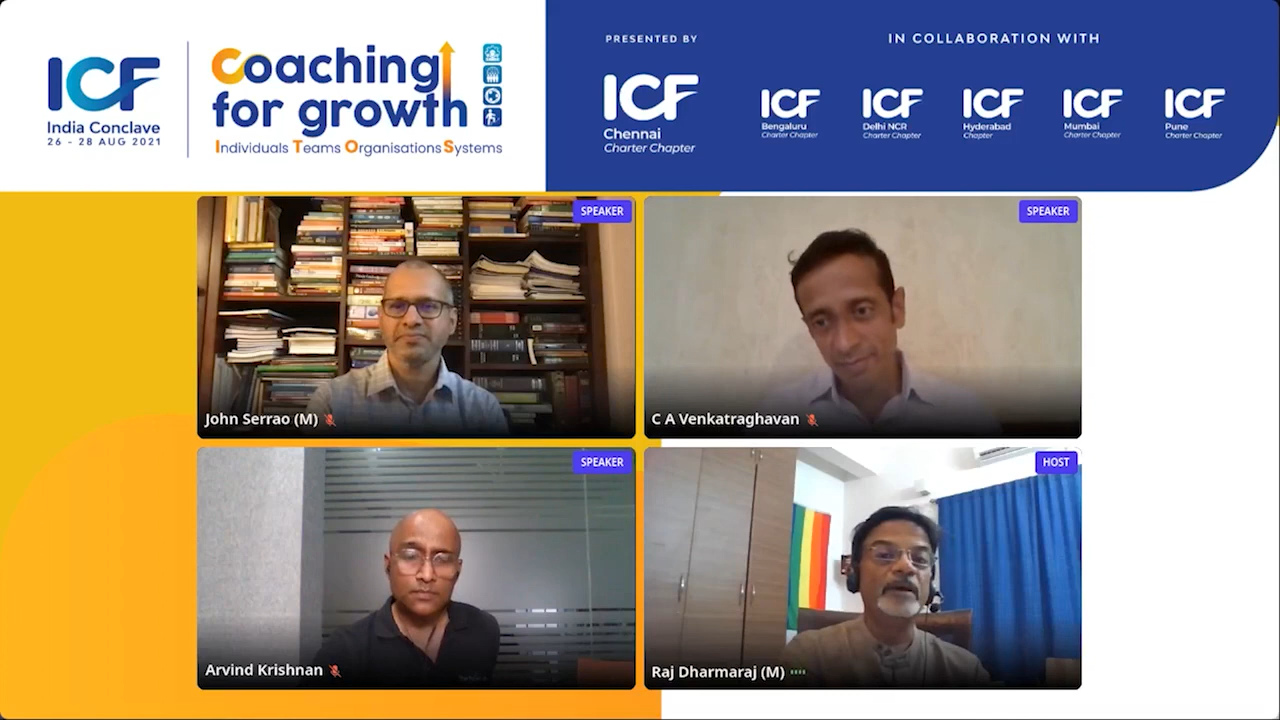 ICF
India Conclave
26 - 28 AUG 2021
Coaching
for growth
Individuals Teams Organisations Systems
PRESENTED BY
ICF
Chennai
Charter Chapter
IN COLLABORATION WITH
ICF
Bengaluru
Charter Chapter
ICF
Delhi NCR
Charter Chapter
ICF
Hyderabad
Chapter
ICF
Mumbai
Charter Chapter
ICF
Pune
Charter Chapter
SPEAKER
John Serrao (M)
SPEAKER
C A Venkatraghavan
SPEAKER
Arvind Krishnan
HOST
Raj Dharmaraj (M)